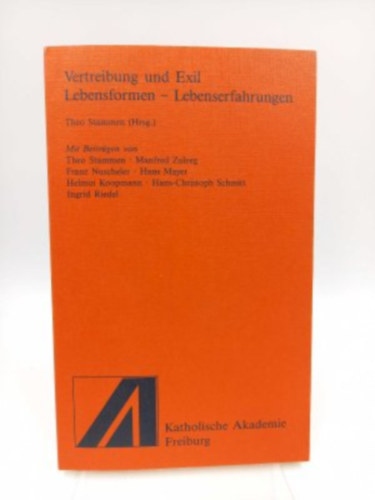 Vertreibung und Exil
Lebensformen – Lebenserfahrungen
Theo Stammen (Hrsg.)
Mit Beiträgen von
Theo Stammen · Manfred Zuleeg
Franz Nuscheler · Hans Mayer
Helmut Koopmann · Hans-Christoph Schmitt
Ingrid Riedel
Katholische Akademie
Freiburg